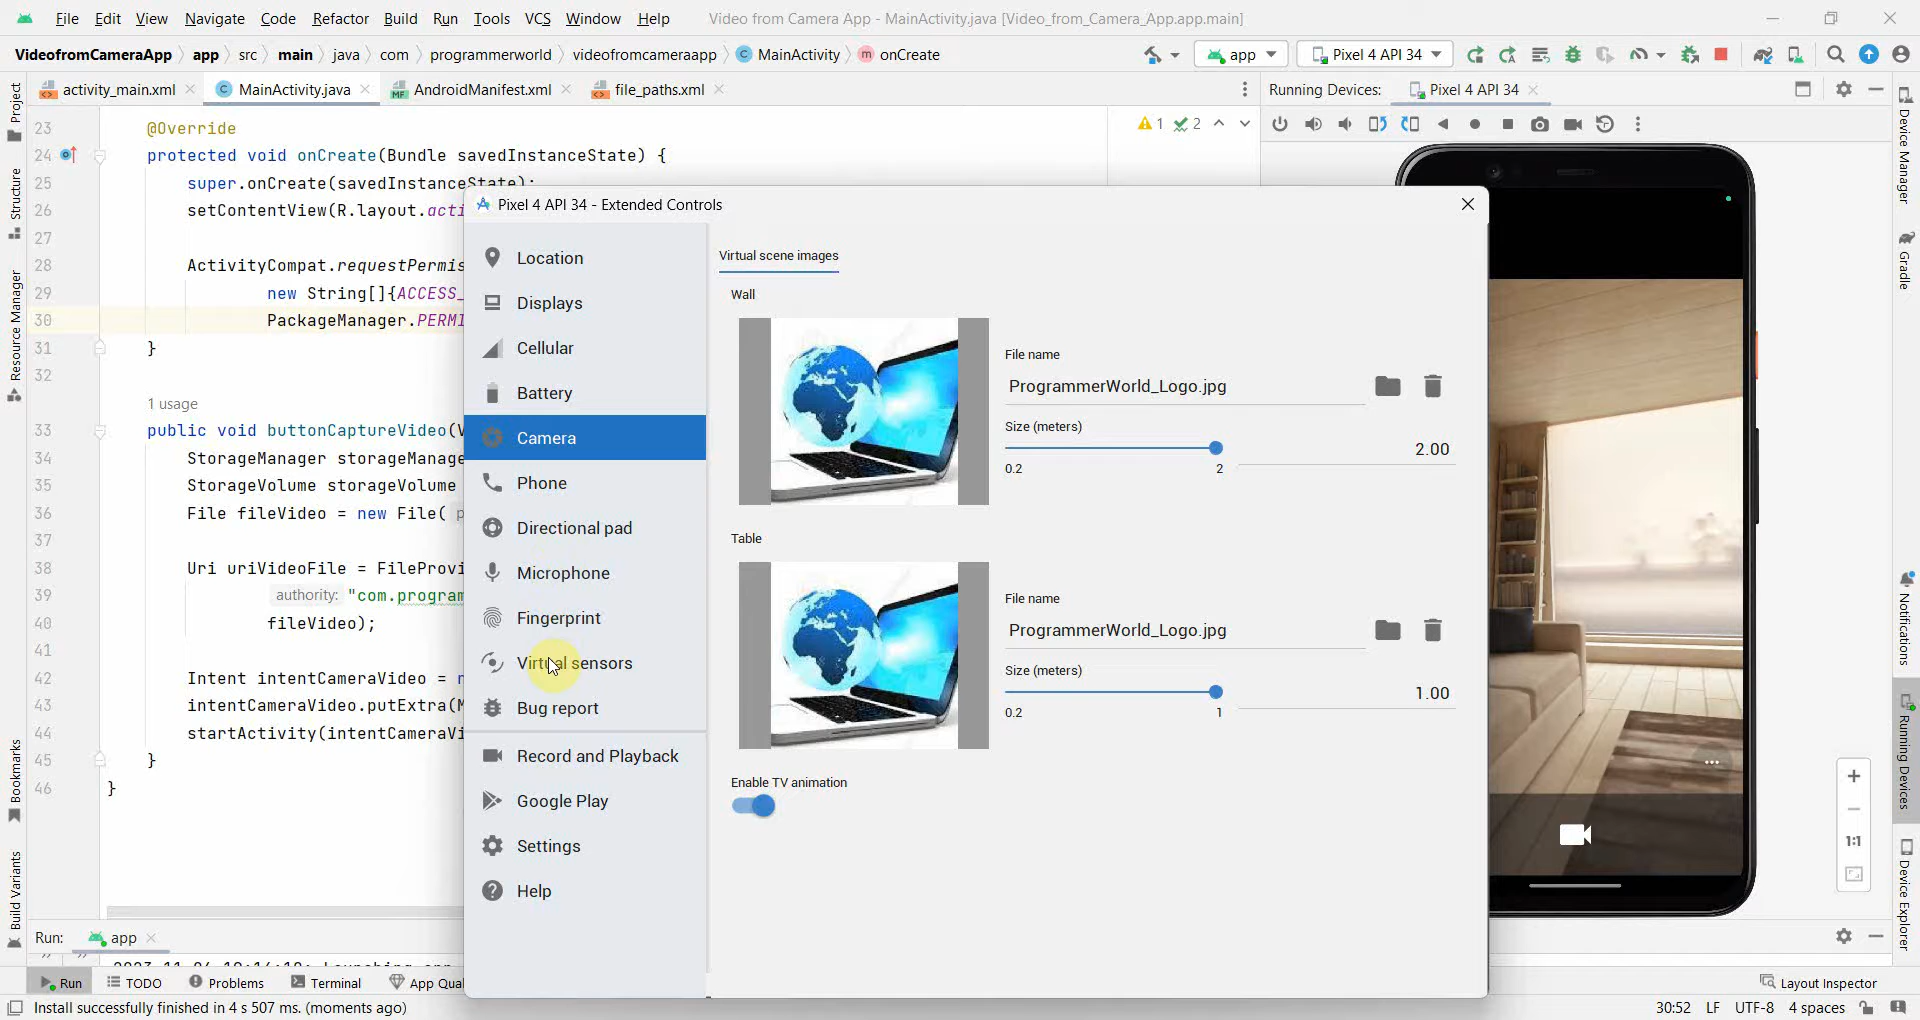 File Edit View Navigate Code Refactor Build Run Tools VCS Window Help Video from Camera App - MainActivity.java [Video_from_Camera_App.app.main]
VideofromCameraApp app src main java com programmerworld videofromcameraapp MainActivity onCreate app Pixel 4 API 34
activity_main.xml MainActivity.java AndroidManifest.xml file_paths.xml Running Devices: Pixel 4 API 34
Project
Structure
Resource Manager
Bookmarks
Build Variants
1 2
23 @Override
24 protected void onCreate(Bundle savedInstanceState) {
25 super.onCreate(savedInstanceState);
26 setContentView(R.layout.acti
27
28 ActivityCompat.requestPermis
29 new String[]{ACCESS_
30 PackageManager.PERMI
31 }
32
1 usage
33 public void buttonCaptureVideo(V
34 StorageManager storageManage
35 StorageVolume storageVolume
36 File fileVideo = new File( p
37
38 Uri uriVideoFile = FileProvi
39 authority: "com.program
40 fileVideo);
41
42 Intent intentCameraVideo = n
43 intentCameraVideo.putExtra(M
44 startActivity(intentCameraVi
45 }
46 }
Pixel 4 API 34 - Extended Controls
Location
Displays
Cellular
Battery
Camera
Phone
Directional pad
Microphone
Fingerprint
Virtual sensors
Bug report
Record and Playback
Google Play
Settings
Help
Virtual scene images
Wall
File name
ProgrammerWorld_Logo.jpg
Size (meters)
2.00
0.2 2
Table
File name
ProgrammerWorld_Logo.jpg
Size (meters)
1.00
0.2 1
Enable TV animation
1:1
Device Manager
Gradle
Notifications
Running Devices
Device Explorer
Run: app
Run TODO Problems Terminal App Qual Layout Inspector
Install successfully finished in 4 s 507 ms. (moments ago) 30:52 LF UTF-8 4 spaces